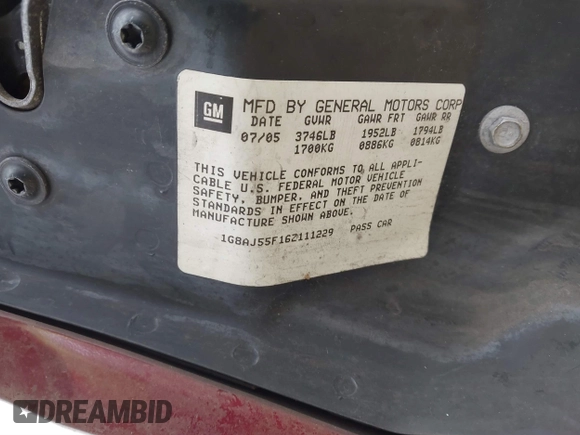 GM
MFD BY GENERAL MOTORS CORP
DATE GVWR GAWR FRT GAWR RR
07/05 3746LB 1952LB 1794LB
1700KG 0886KG 0814KG
THIS VEHICLE CONFORMS TO ALL APPLI-
CABLE U.S. FEDERAL MOTOR VEHICLE
SAFETY, BUMPER, AND THEFT PREVENTION
STANDARDS IN EFFECT ON THE DATE OF
MANUFACTURE SHOWN ABOVE.
1G8AJ55F16Z111229 PASS CAR
DREAMBID